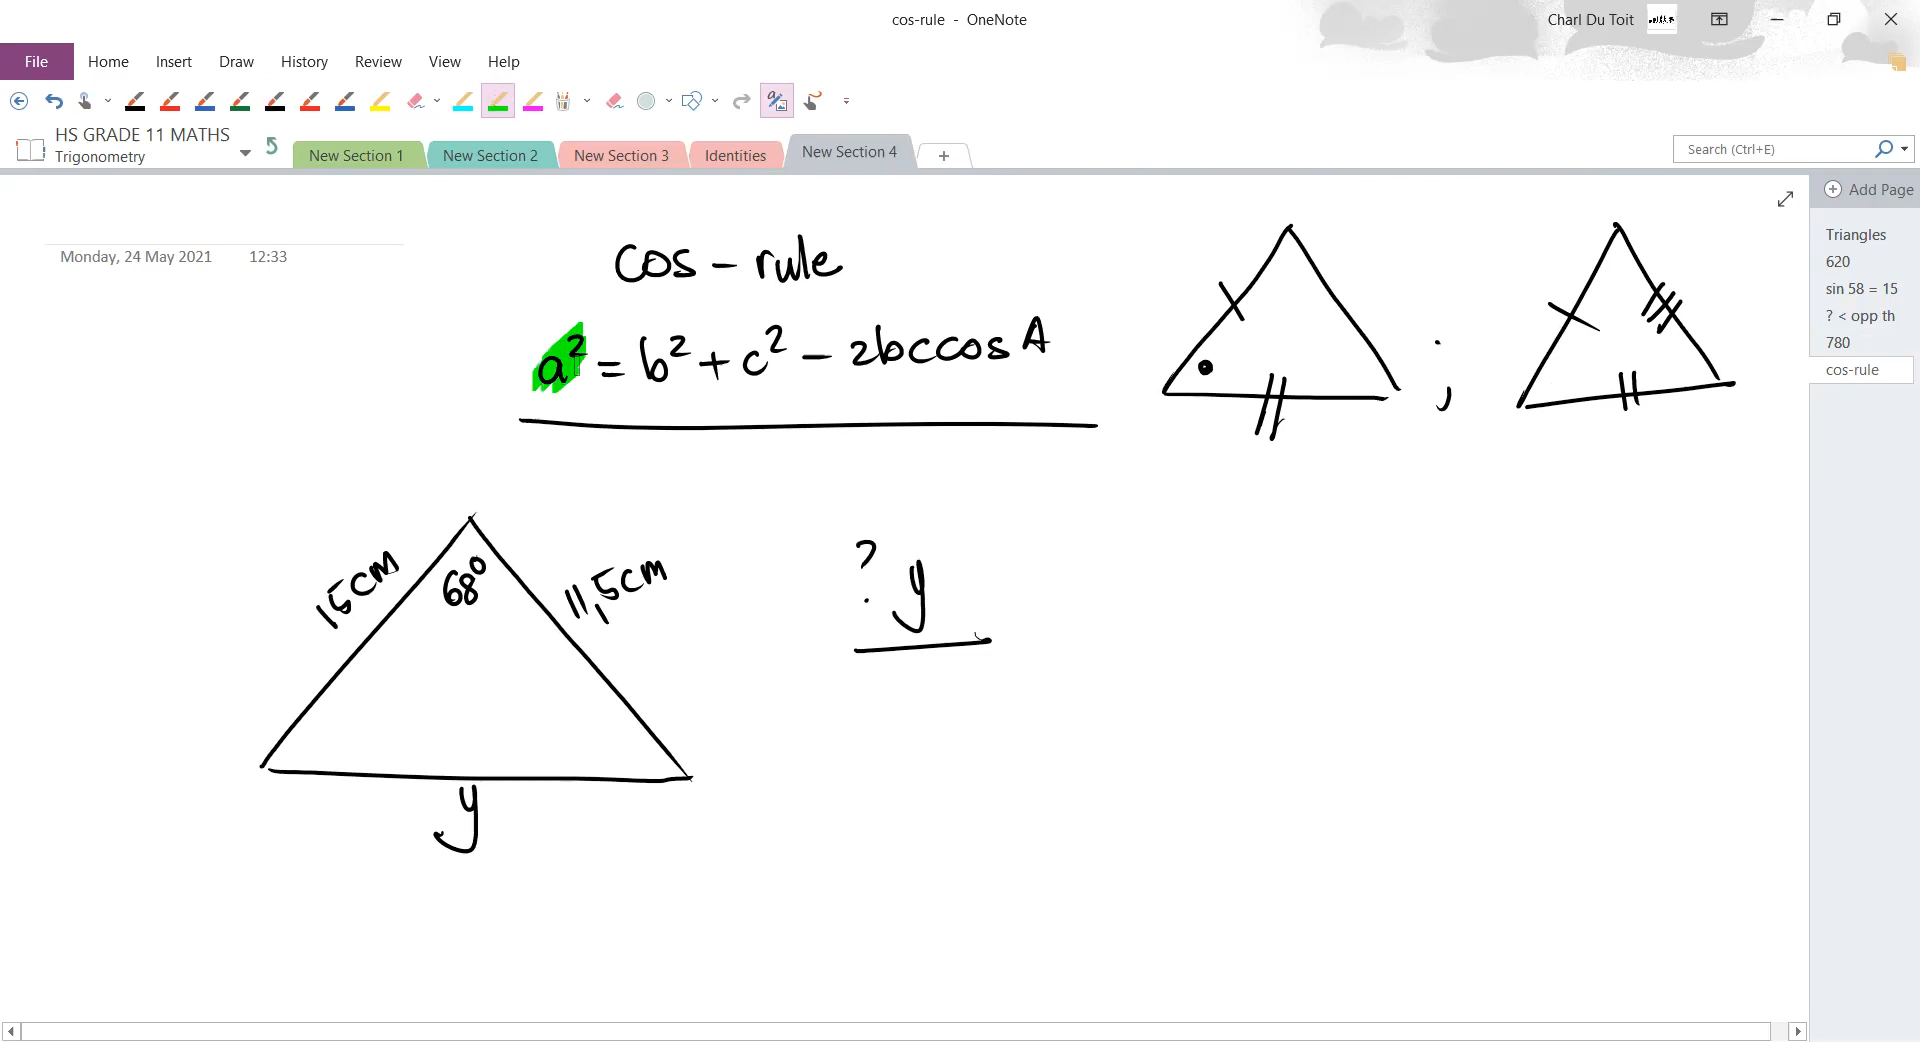 cos-rule - OneNote
Charl Du Toit
File Home Insert Draw History Review View Help
HS GRADE 11 MATHS
Trigonometry
New Section 1 New Section 2 New Section 3 Identities New Section 4 +
Search (Ctrl+E)
Add Page
Monday, 24 May 2021 12:33
Triangles
620
sin 58 = 15
? < opp th
780
cos-rule
cos - rule
a² = b² + c² - 2bccosA
;
15cm
68°
11,5cm
? y
y